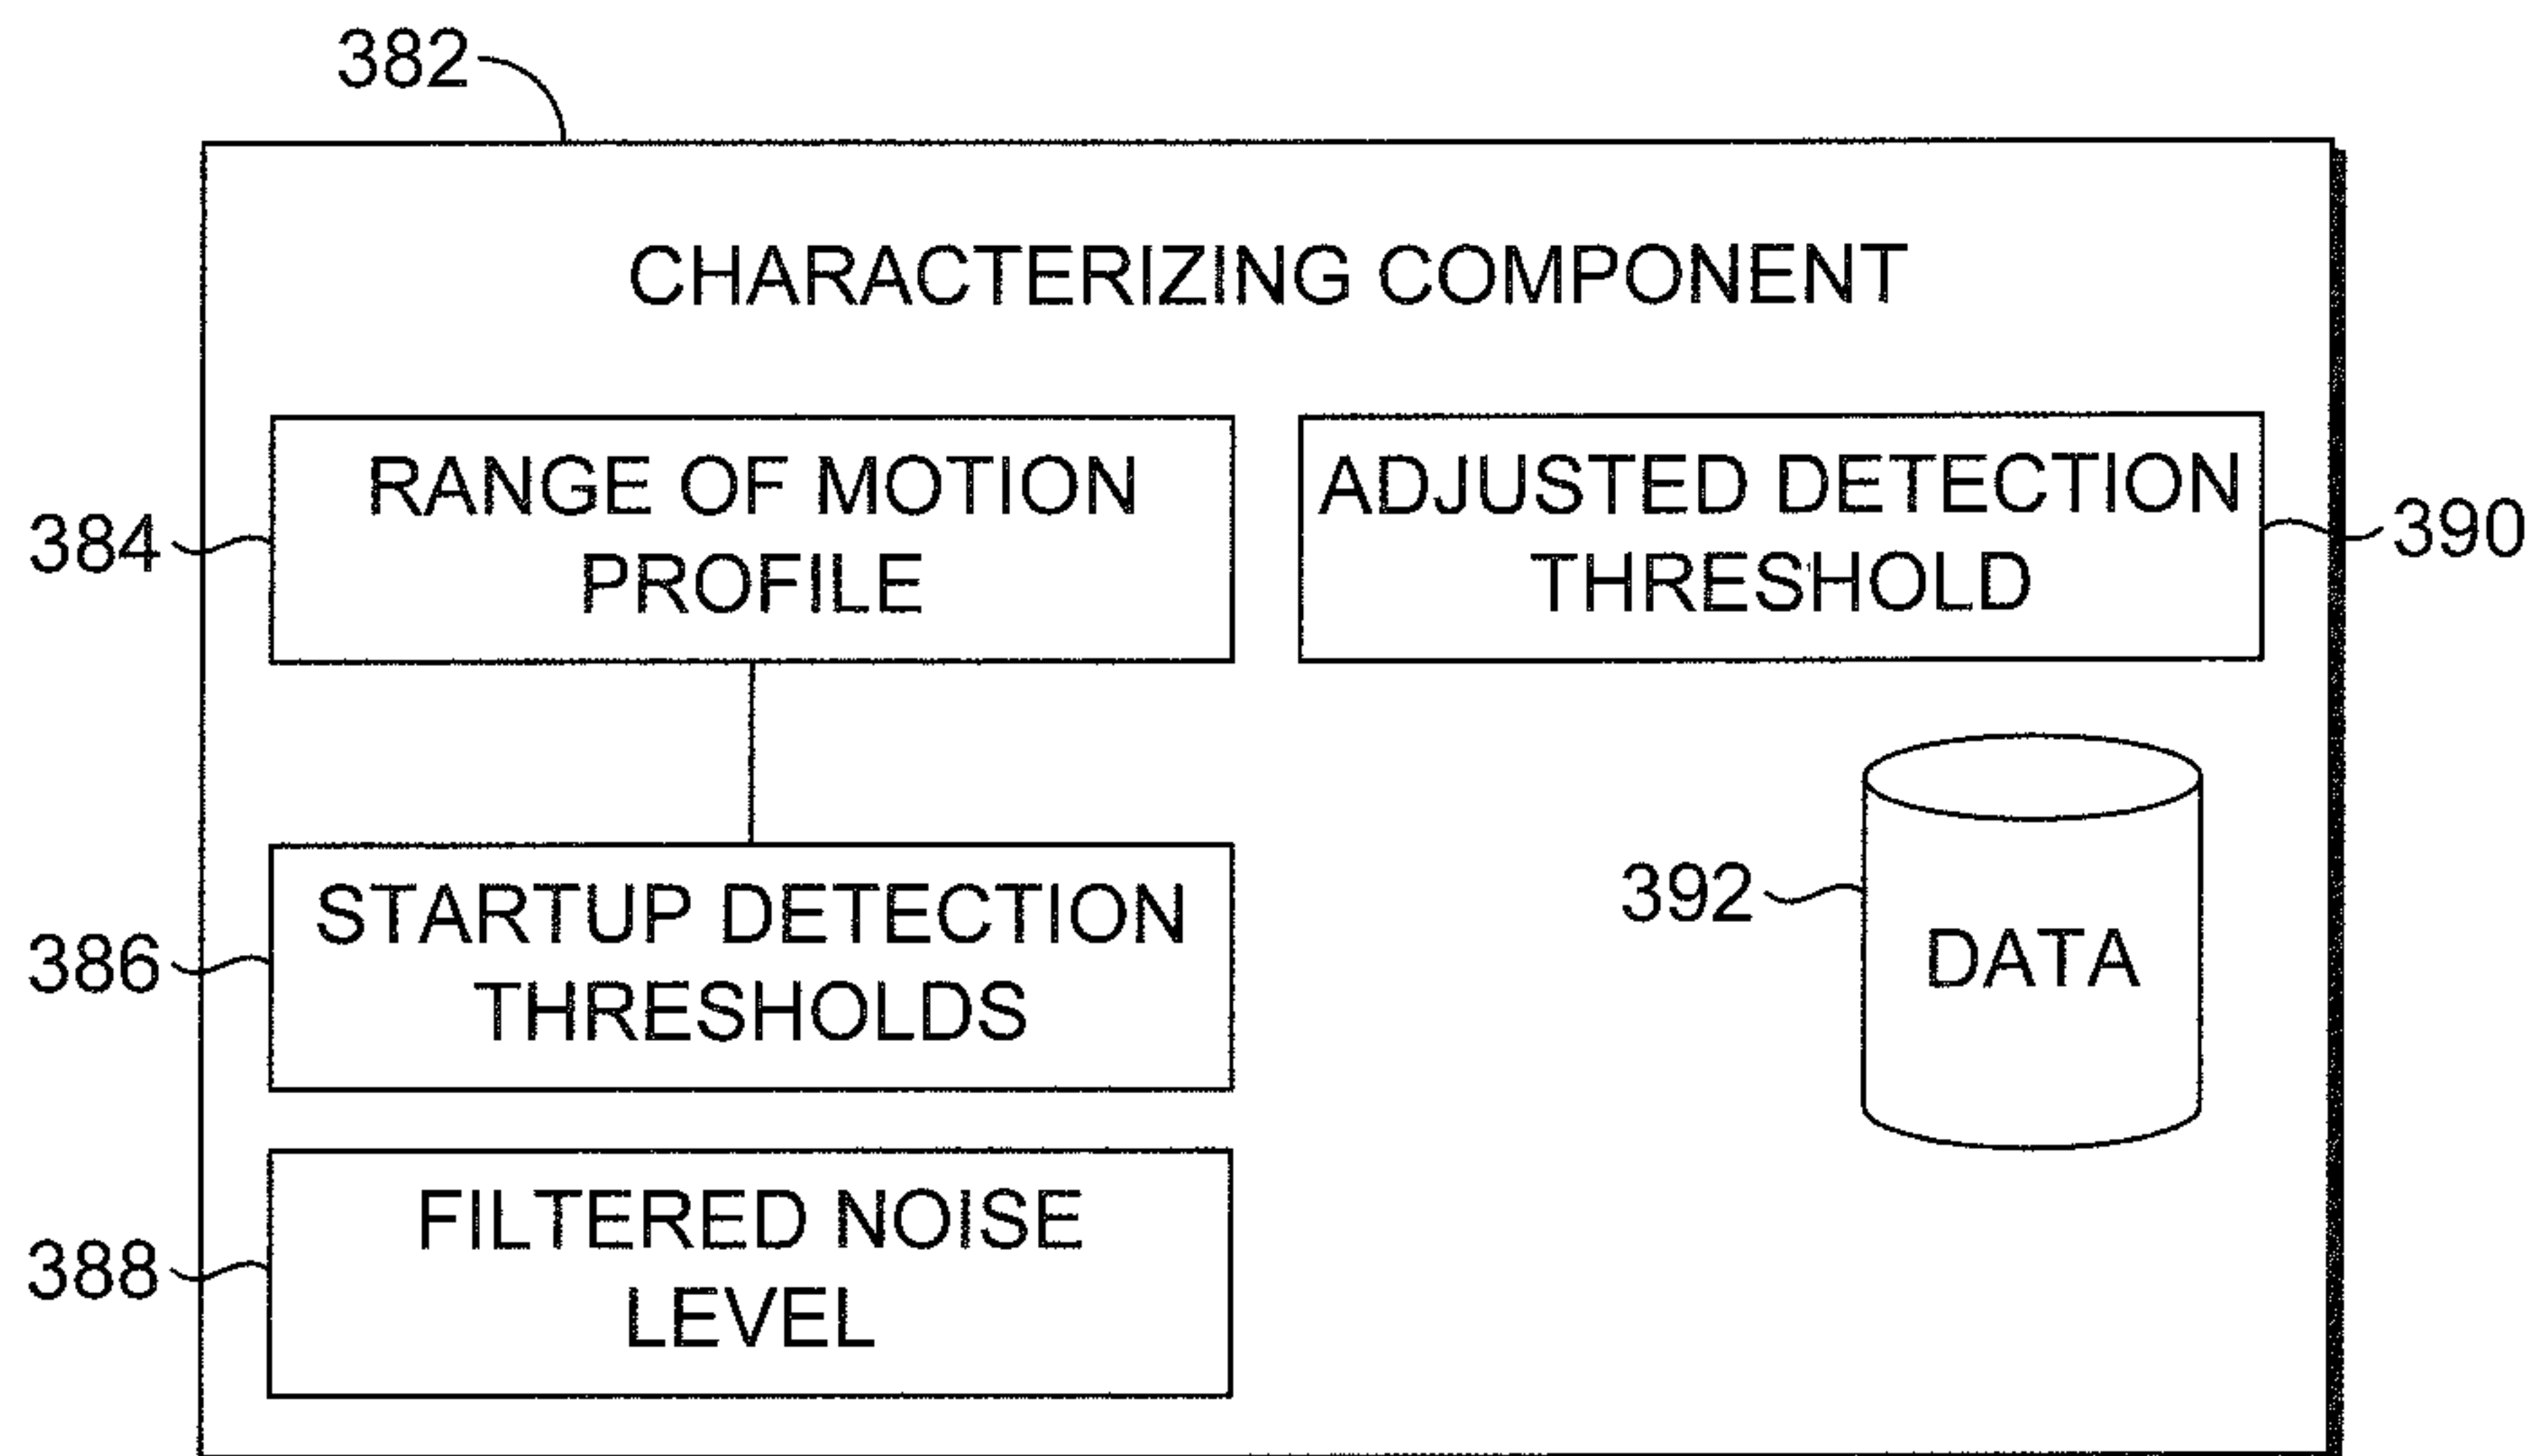 382
CHARACTERIZING COMPONENT
RANGE OF MOTION
PROFILE
384
ADJUSTED DETECTION
THRESHOLD
390
STARTUP DETECTION
THRESHOLDS
386
392
DATA
FILTERED NOISE
LEVEL
388